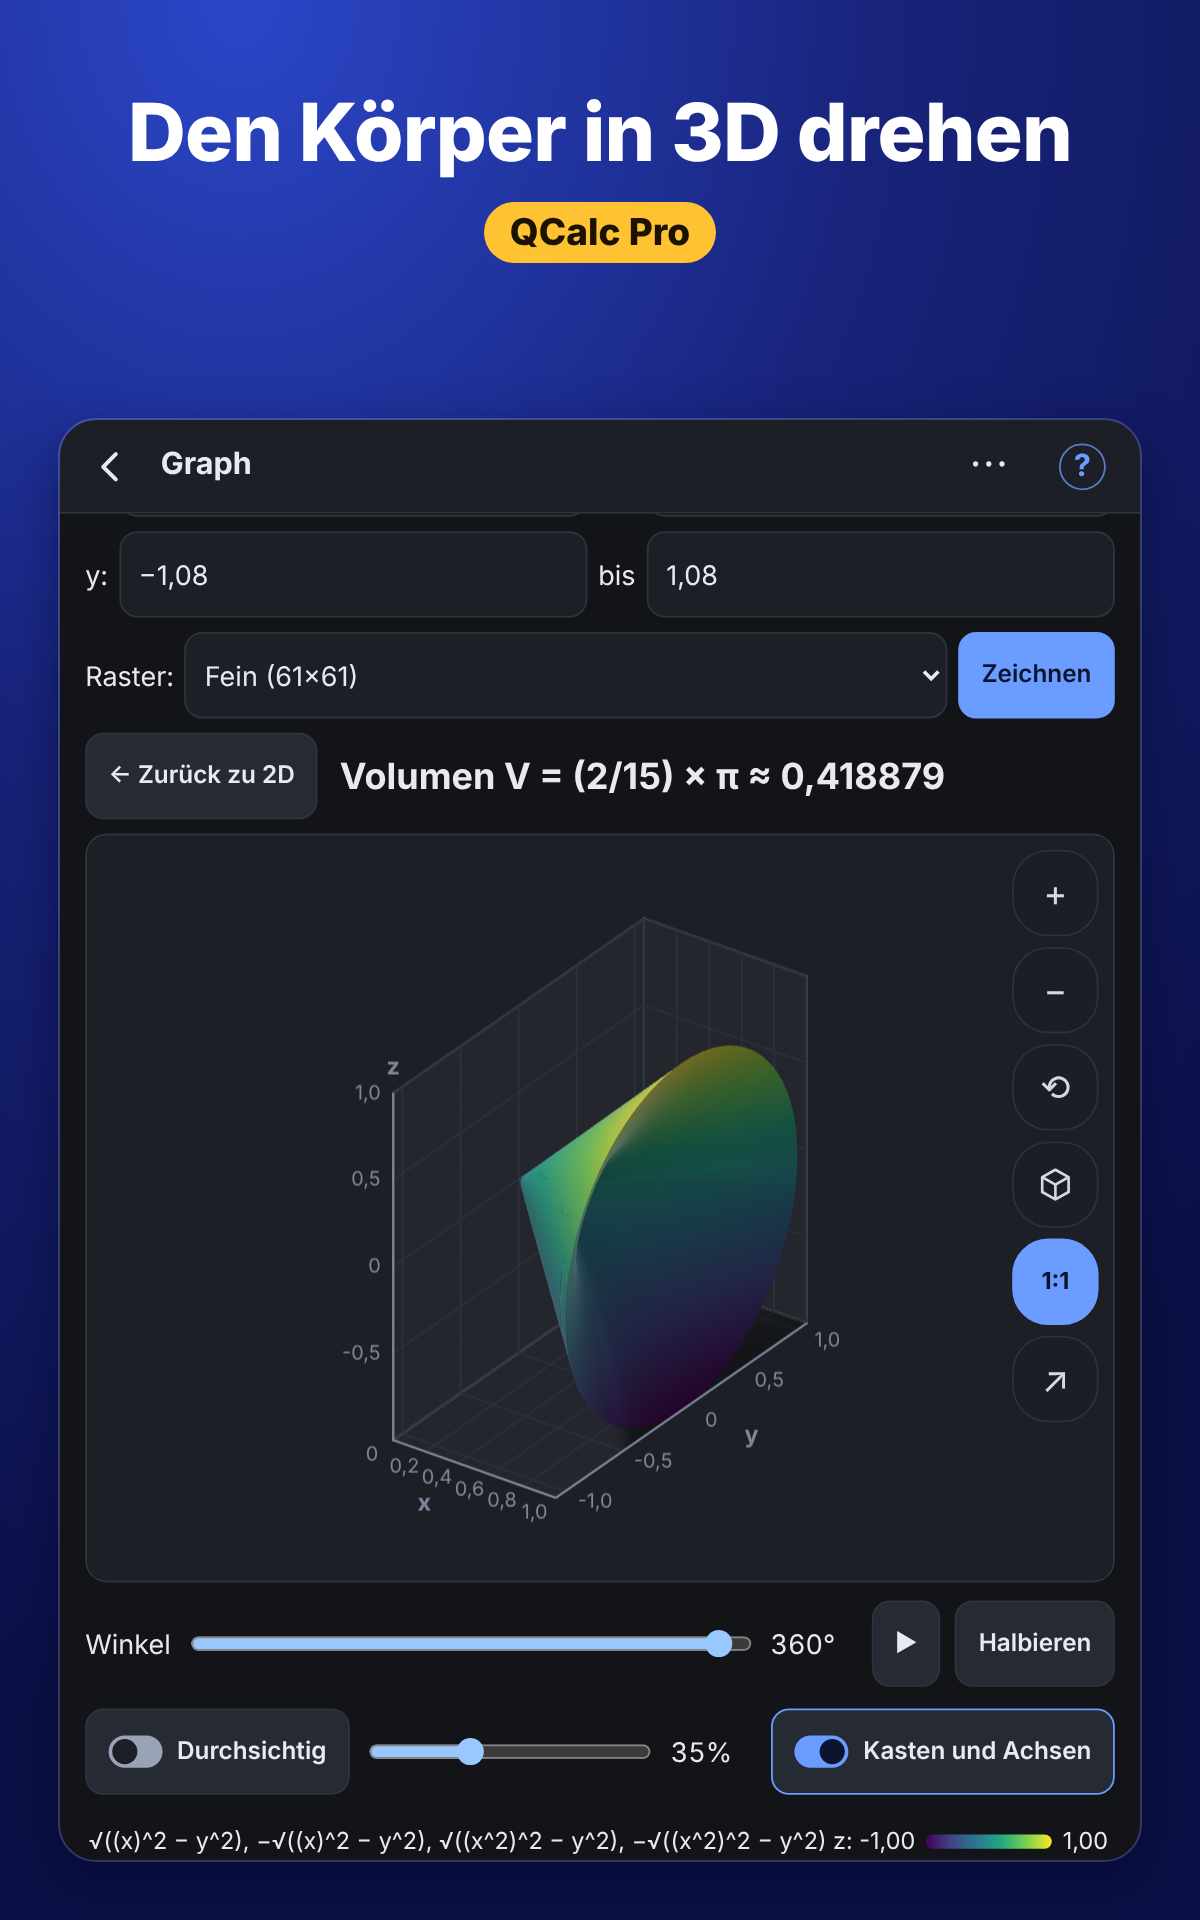 Den Körper in 3D drehen
QCalc Pro
Graph
?
y: −1,08 bis 1,08
Raster: Fein (61×61) Zeichnen
← Zurück zu 2D Volumen V = (2/15) × π ≈ 0,418879
+
−
1:1
z
1,0
0,5
0
-0,5
0 0,2 0,4 0,6 0,8 1,0
x
-1,0 -0,5 0 0,5 1,0
y
Winkel 360° Halbieren
Durchsichtig 35% Kasten und Achsen
√((x)^2 − y^2), −√((x)^2 − y^2), √((x^2)^2 − y^2), −√((x^2)^2 − y^2) z: -1,00 1,00